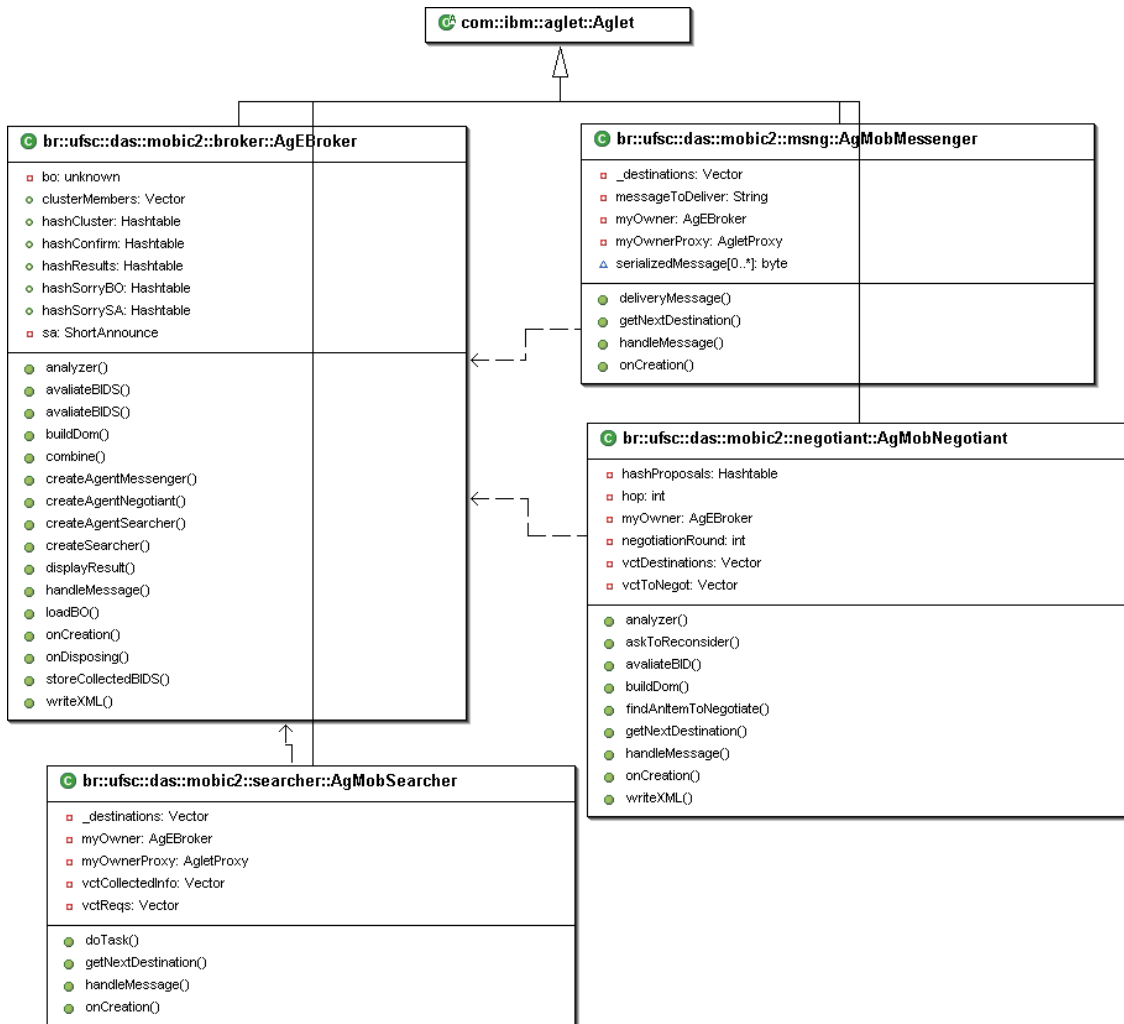 com::ibm::aglet::Aglet
br::ufsc::das::mobic2::broker::AgEBroker
bo: unknown
clusterMembers: Vector
hashCluster: Hashtable
hashConfirm: Hashtable
hashResults: Hashtable
hashSorryBO: Hashtable
hashSorrySA: Hashtable
sa: ShortAnnounce
analyzer()
avaliateBIDS()
avaliateBIDS()
buildDom()
combine()
createAgentMessenger()
createAgentNegotiant()
createAgentSearcher()
createSearcher()
displayResult()
handleMessage()
loadBO()
onCreation()
onDisposing()
storeCollectedBIDS()
writeXML()
br::ufsc::das::mobic2::msng::AgMobMessenger
_destinations: Vector
messageToDeliver: String
myOwner: AgEBroker
myOwnerProxy: AgletProxy
serializedMessage[0..*]: byte
deliveryMessage()
getNextDestination()
handleMessage()
onCreation()
br::ufsc::das::mobic2::negotiant::AgMobNegotiant
hashProposals: Hashtable
hop: int
myOwner: AgEBroker
negotiationRound: int
vctDestinations: Vector
vctToNegot: Vector
analyzer()
askToReconsider()
avaliateBID()
buildDom()
findAnItemToNegotiate()
getNextDestination()
handleMessage()
onCreation()
writeXML()
br::ufsc::das::mobic2::searcher::AgMobSearcher
_destinations: Vector
myOwner: AgEBroker
myOwnerProxy: AgletProxy
vctCollectedInfo: Vector
vctReqs: Vector
doTask()
getNextDestination()
handleMessage()
onCreation()